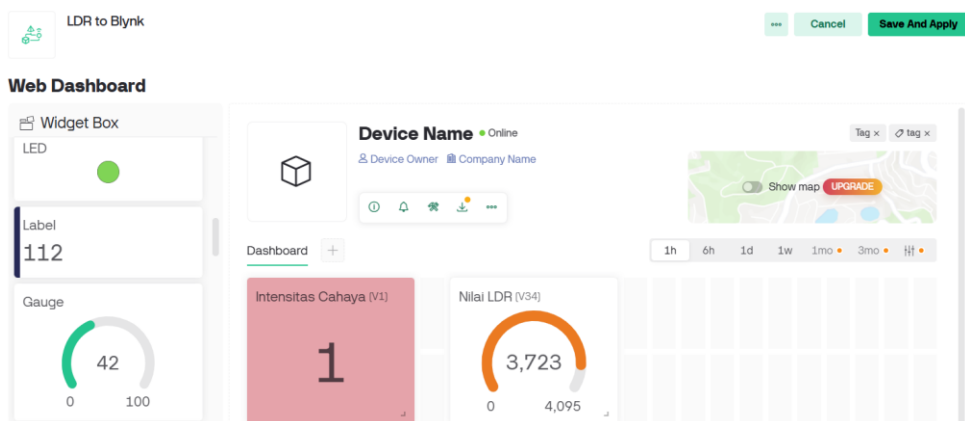 LDR to Blynk
Cancel
Save And Apply
Web Dashboard
Widget Box
LED
Label
112
Gauge
42
0 100
Device Name Online
Device Owner Company Name
Tag × tag ×
Show map UPGRADE
Dashboard +
1h 6h 1d 1w 1mo 3mo
Intensitas Cahaya [V1]
1
Nilai LDR [V34]
3,723
0 4,095